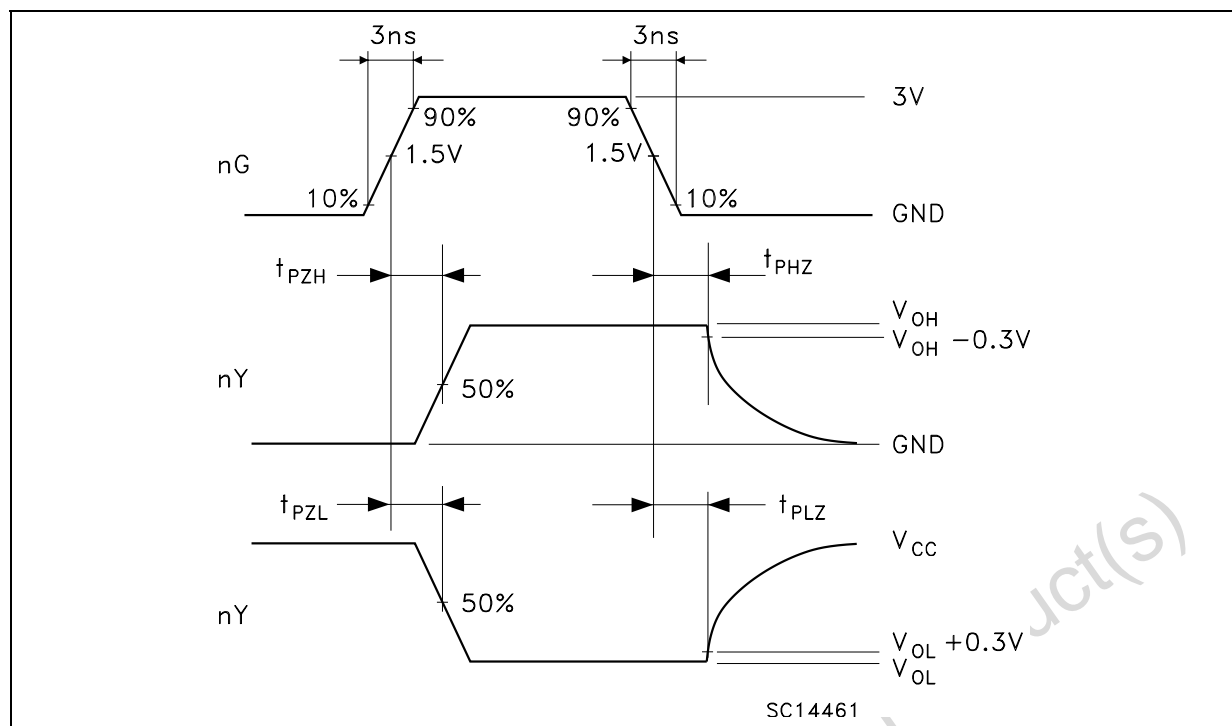 3ns 3ns
3V
90% 90%
nG 1.5V 1.5V
10% 10%
GND
tPZH tPHZ
VOH
VOH −0.3V
nY 50%
GND
tPZL tPLZ
VCC
50%
nY
VOL +0.3V
VOL
SC14461